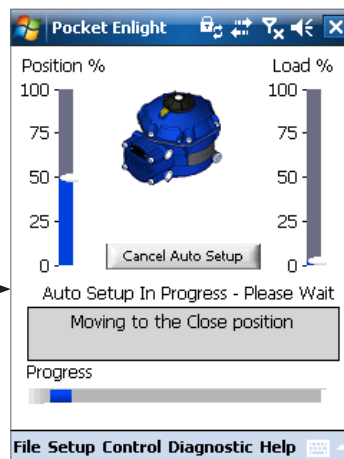 Pocket Enlight
Position % Load %
100 100
75 75
50 50
25 25
0 0
Cancel Auto Setup
Auto Setup In Progress - Please Wait
Moving to the Close position
Progress
File Setup Control Diagnostic Help